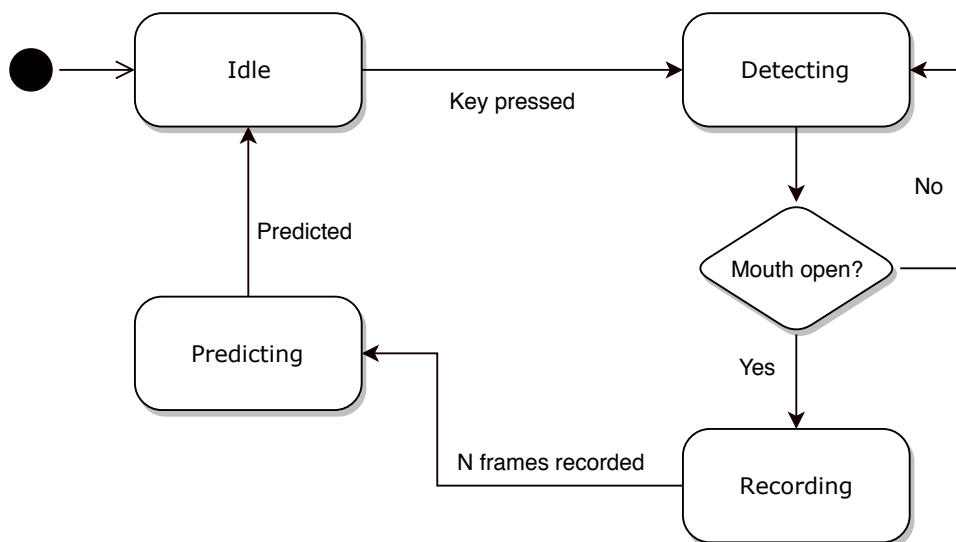 Idle
Detecting
Key pressed
No
Predicted
Mouth open?
Predicting
Yes
N frames recorded
Recording